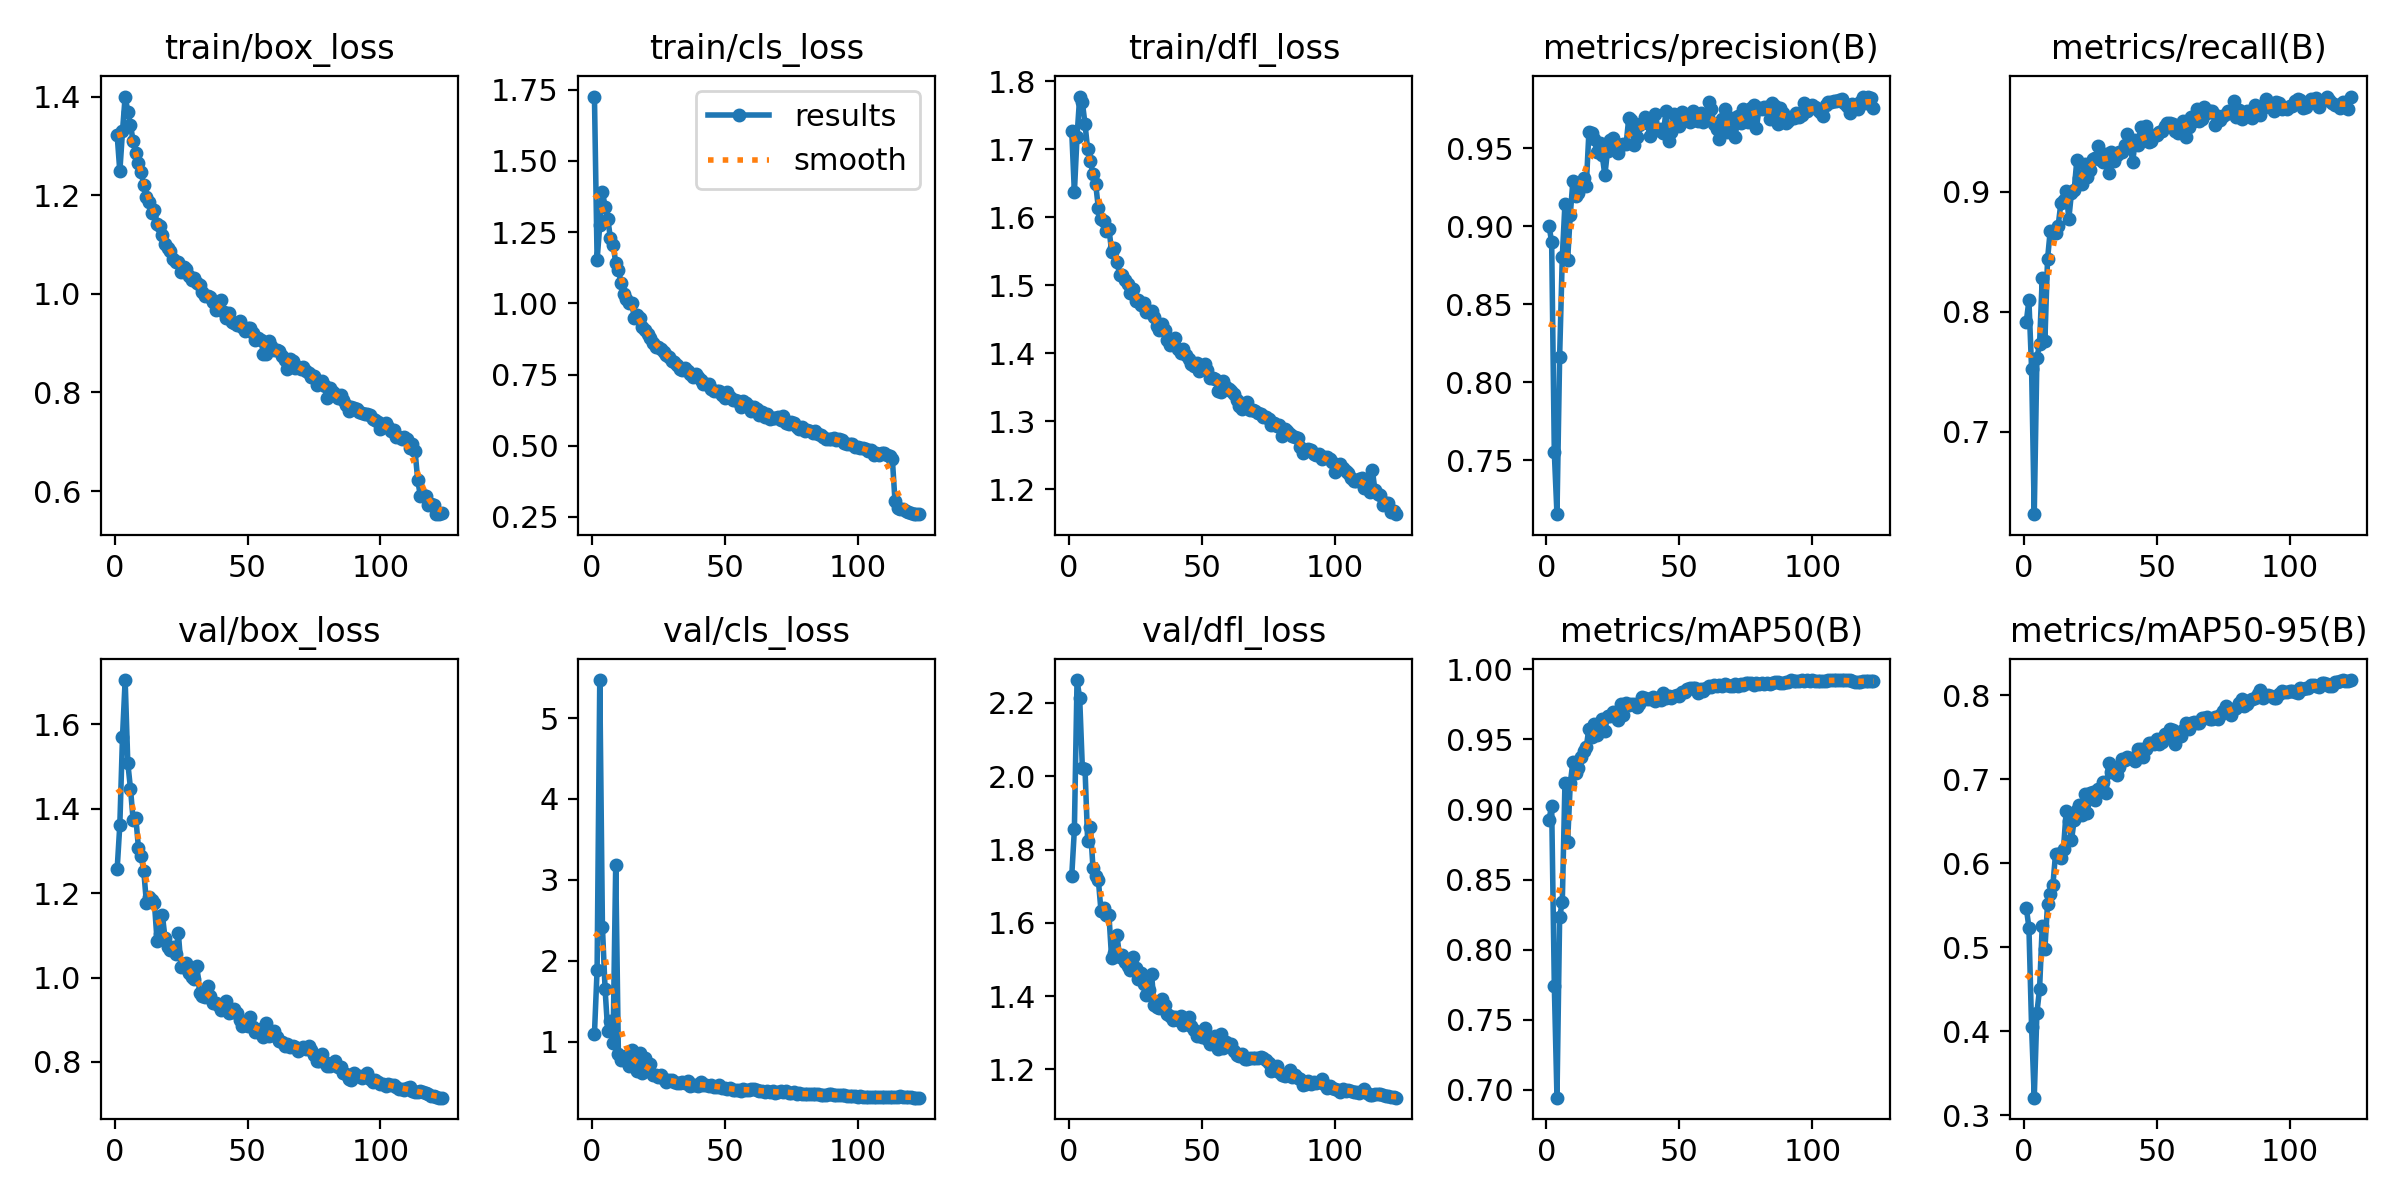 train/box_loss
1.4
1.2
1.0
0.8
0.6
0 50 100
train/cls_loss
results
smooth
1.75
1.50
1.25
1.00
0.75
0.50
0.25
0 50 100
train/dfl_loss
1.8
1.7
1.6
1.5
1.4
1.3
1.2
0 50 100
metrics/precision(B)
0.95
0.90
0.85
0.80
0.75
0 50 100
metrics/recall(B)
0.9
0.8
0.7
0 50 100
val/box_loss
1.6
1.4
1.2
1.0
0.8
0 50 100
val/cls_loss
5
4
3
2
1
0 50 100
val/dfl_loss
2.2
2.0
1.8
1.6
1.4
1.2
0 50 100
metrics/mAP50(B)
1.00
0.95
0.90
0.85
0.80
0.75
0.70
0 50 100
metrics/mAP50-95(B)
0.8
0.7
0.6
0.5
0.4
0.3
0 50 100